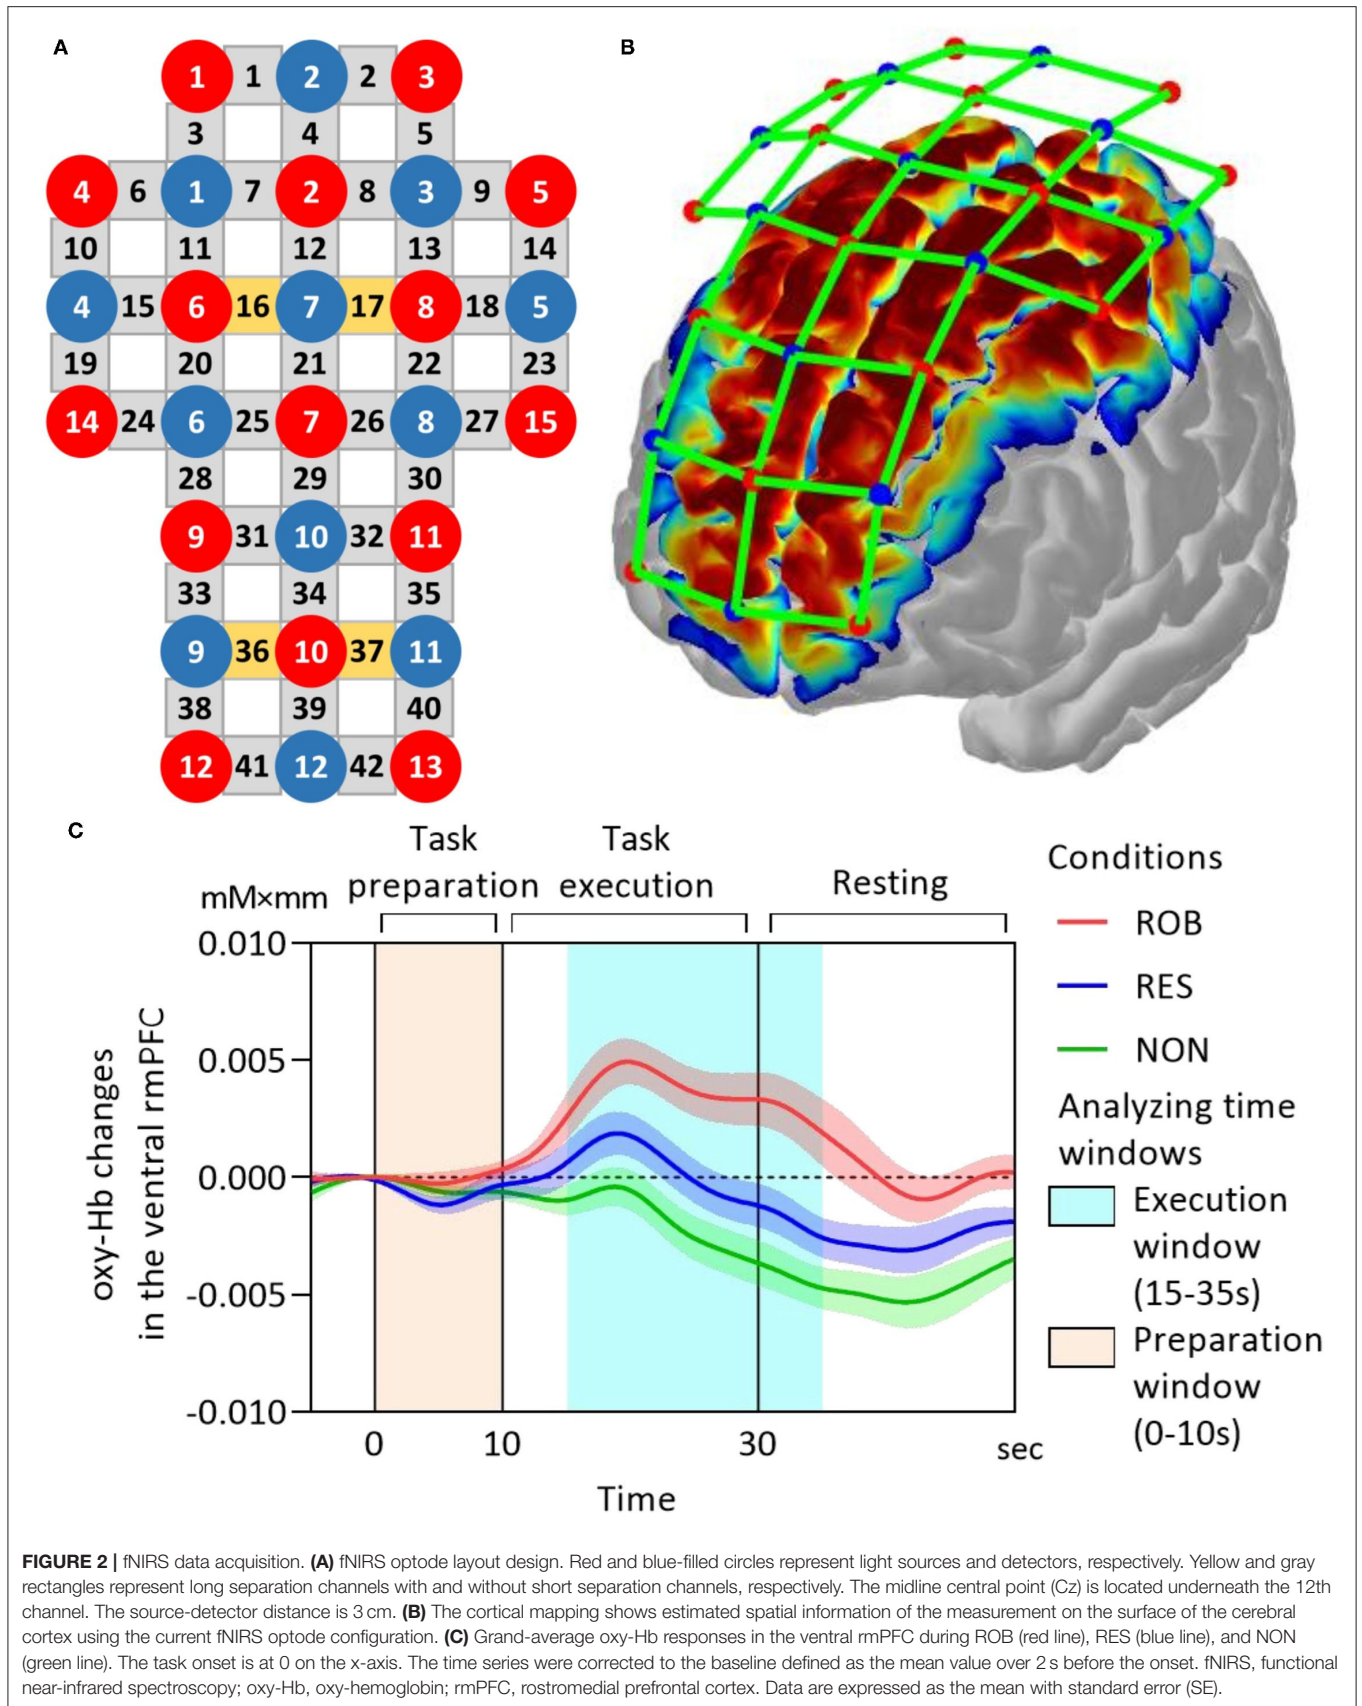 A
1 1 2 2 3
3 4 5
4 6 1 7 2 8 3 9 5
10 11 12 13 14
4 15 6 16 7 17 8 18 5
19 20 21 22 23
14 24 6 25 7 26 8 27 15
28 29 30
9 31 10 32 11
33 34 35
9 36 10 37 11
38 39 40
12 41 12 42 13
B
C
Task
preparation
Task
execution
Resting
mM×mm
0.010
0.005
0.000
-0.005
-0.010
oxy-Hb changes
in the ventral rmPFC
0 10 30 sec
Time
Conditions
ROB
RES
NON
Analyzing time
windows
Execution
window
(15-35s)
Preparation
window
(0-10s)
FIGURE 2 | fNIRS data acquisition. (A) fNIRS optode layout design. Red and blue-filled circles represent light sources and detectors, respectively. Yellow and gray
rectangles represent long separation channels with and without short separation channels, respectively. The midline central point (Cz) is located underneath the 12th
channel. The source-detector distance is 3 cm. (B) The cortical mapping shows estimated spatial information of the measurement on the surface of the cerebral
cortex using the current fNIRS optode configuration. (C) Grand-average oxy-Hb responses in the ventral rmPFC during ROB (red line), RES (blue line), and NON
(green line). The task onset is at 0 on the x-axis. The time series were corrected to the baseline defined as the mean value over 2 s before the onset. fNIRS, functional
near-infrared spectroscopy; oxy-Hb, oxy-hemoglobin; rmPFC, rostromedial prefrontal cortex. Data are expressed as the mean with standard error (SE).